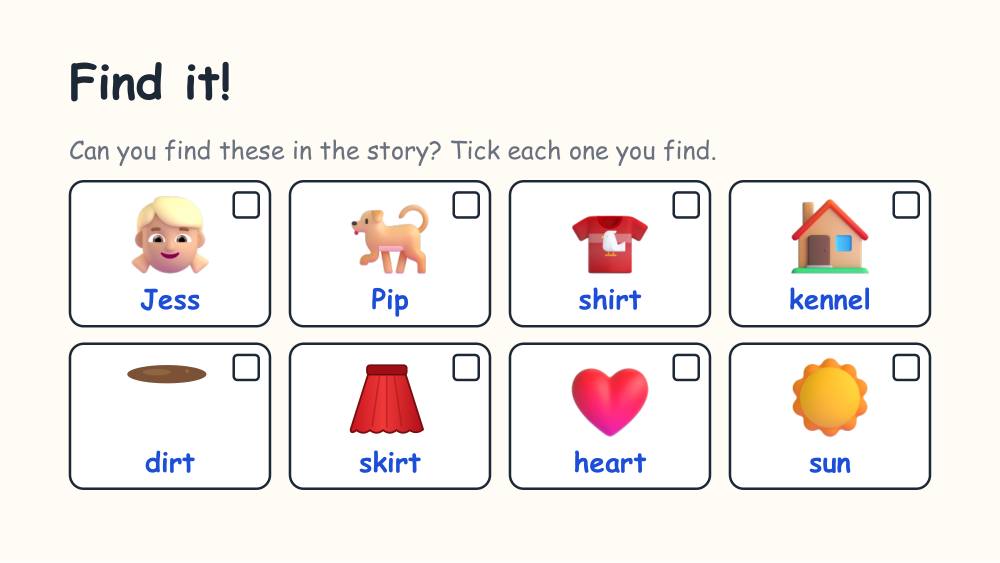 Find it!
Can you find these in the story? Tick each one you find.
Jess
Pip
shirt
kennel
dirt
skirt
heart
sun